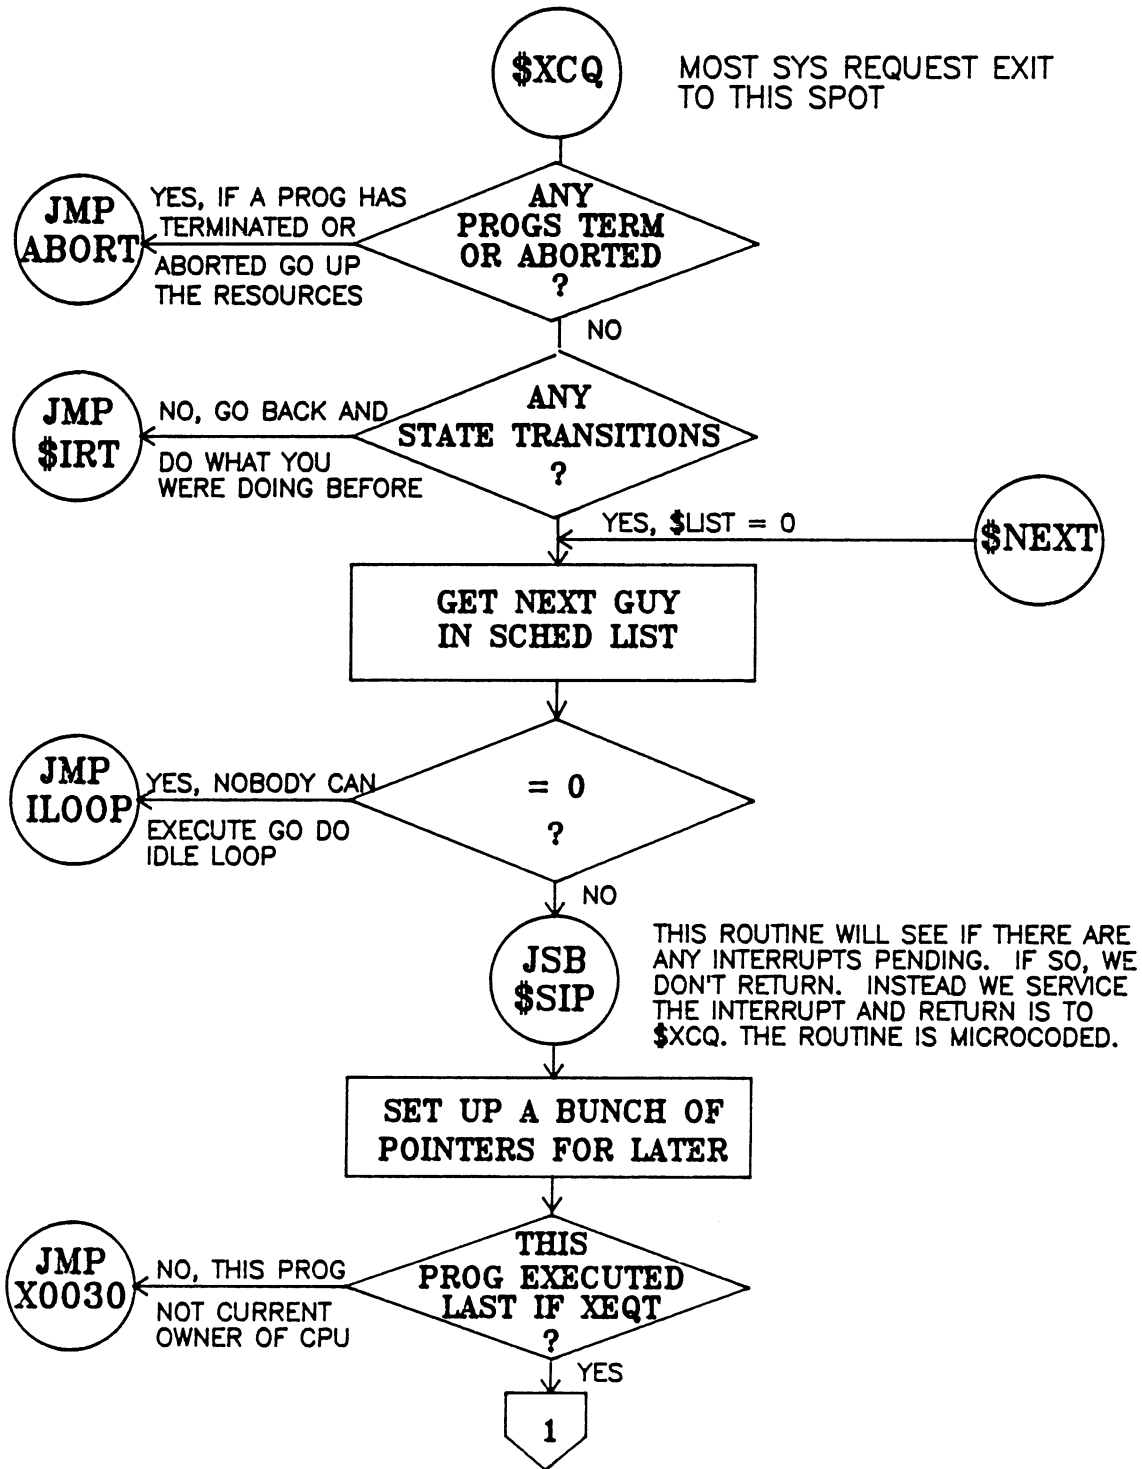 $XCQ
MOST SYS REQUEST EXIT
TO THIS SPOT
ANY
PROGS TERM
OR ABORTED
?
YES, IF A PROG HAS
TERMINATED OR
ABORTED GO UP
THE RESOURCES
JMP
ABORT
NO
ANY
STATE TRANSITIONS
?
NO, GO BACK AND
DO WHAT YOU
WERE DOING BEFORE
JMP
$IRT
YES, $LIST = 0
$NEXT
GET NEXT GUY
IN SCHED LIST
= 0
?
YES, NOBODY CAN
EXECUTE GO DO
IDLE LOOP
JMP
ILOOP
NO
JSB
$SIP
THIS ROUTINE WILL SEE IF THERE ARE
ANY INTERRUPTS PENDING. IF SO, WE
DON'T RETURN. INSTEAD WE SERVICE
THE INTERRUPT AND RETURN IS TO
$XCQ. THE ROUTINE IS MICROCODED.
SET UP A BUNCH OF
POINTERS FOR LATER
THIS
PROG EXECUTED
LAST IF XEQT
?
NO, THIS PROG
NOT CURRENT
OWNER OF CPU
JMP
X0030
YES
1